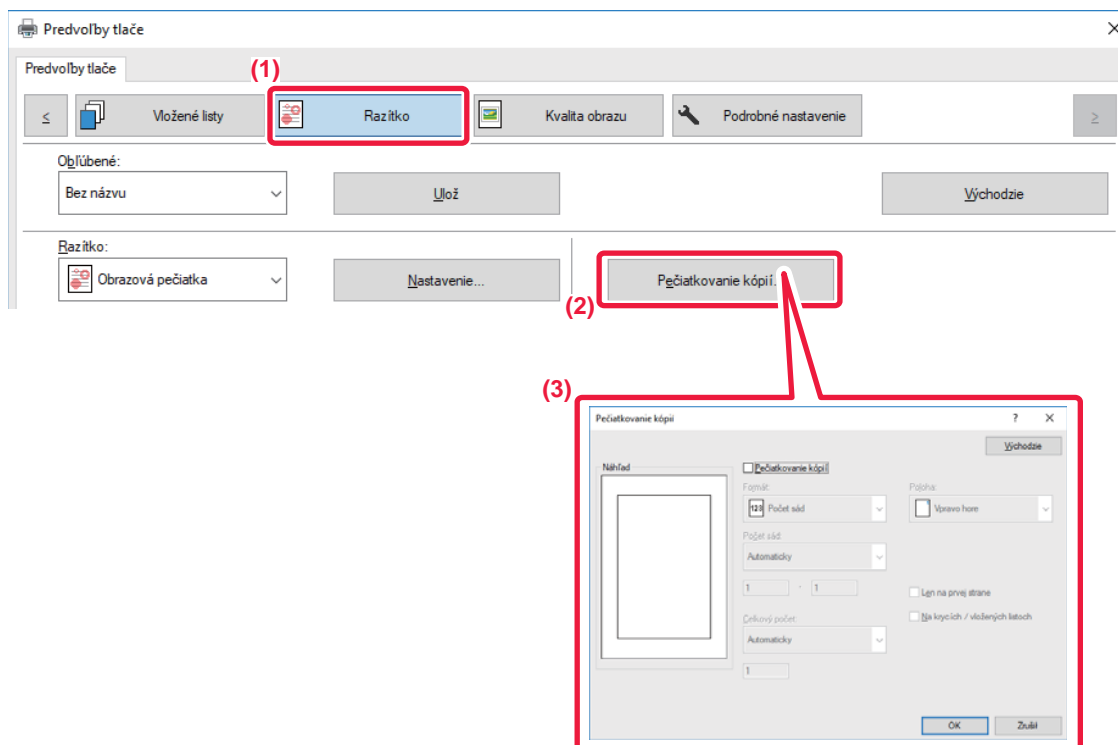 Predvoľby tlače
Predvoľby tlače
(1)
< Vložené listy Razítko Kvalita obrazu Podrobné nastavenie >
Obľúbené:
Bez názvu Ulož Východzie
Razítko:
Obrazová pečiatka Nastavenie... Pečiatkovanie kópií...
(2)
(3)
Pečiatkovanie kópii ? X
Východzie
Náhľad Pečiatkovanie kópií
Formát: Poloha:
123 Počet sád Vpravo hore
Počet sád:
Automaticky
1 - 1 Len na prvej strane
Celkový počet: Na krycích / vložených listoch
Automaticky
1
OK Zrušiť